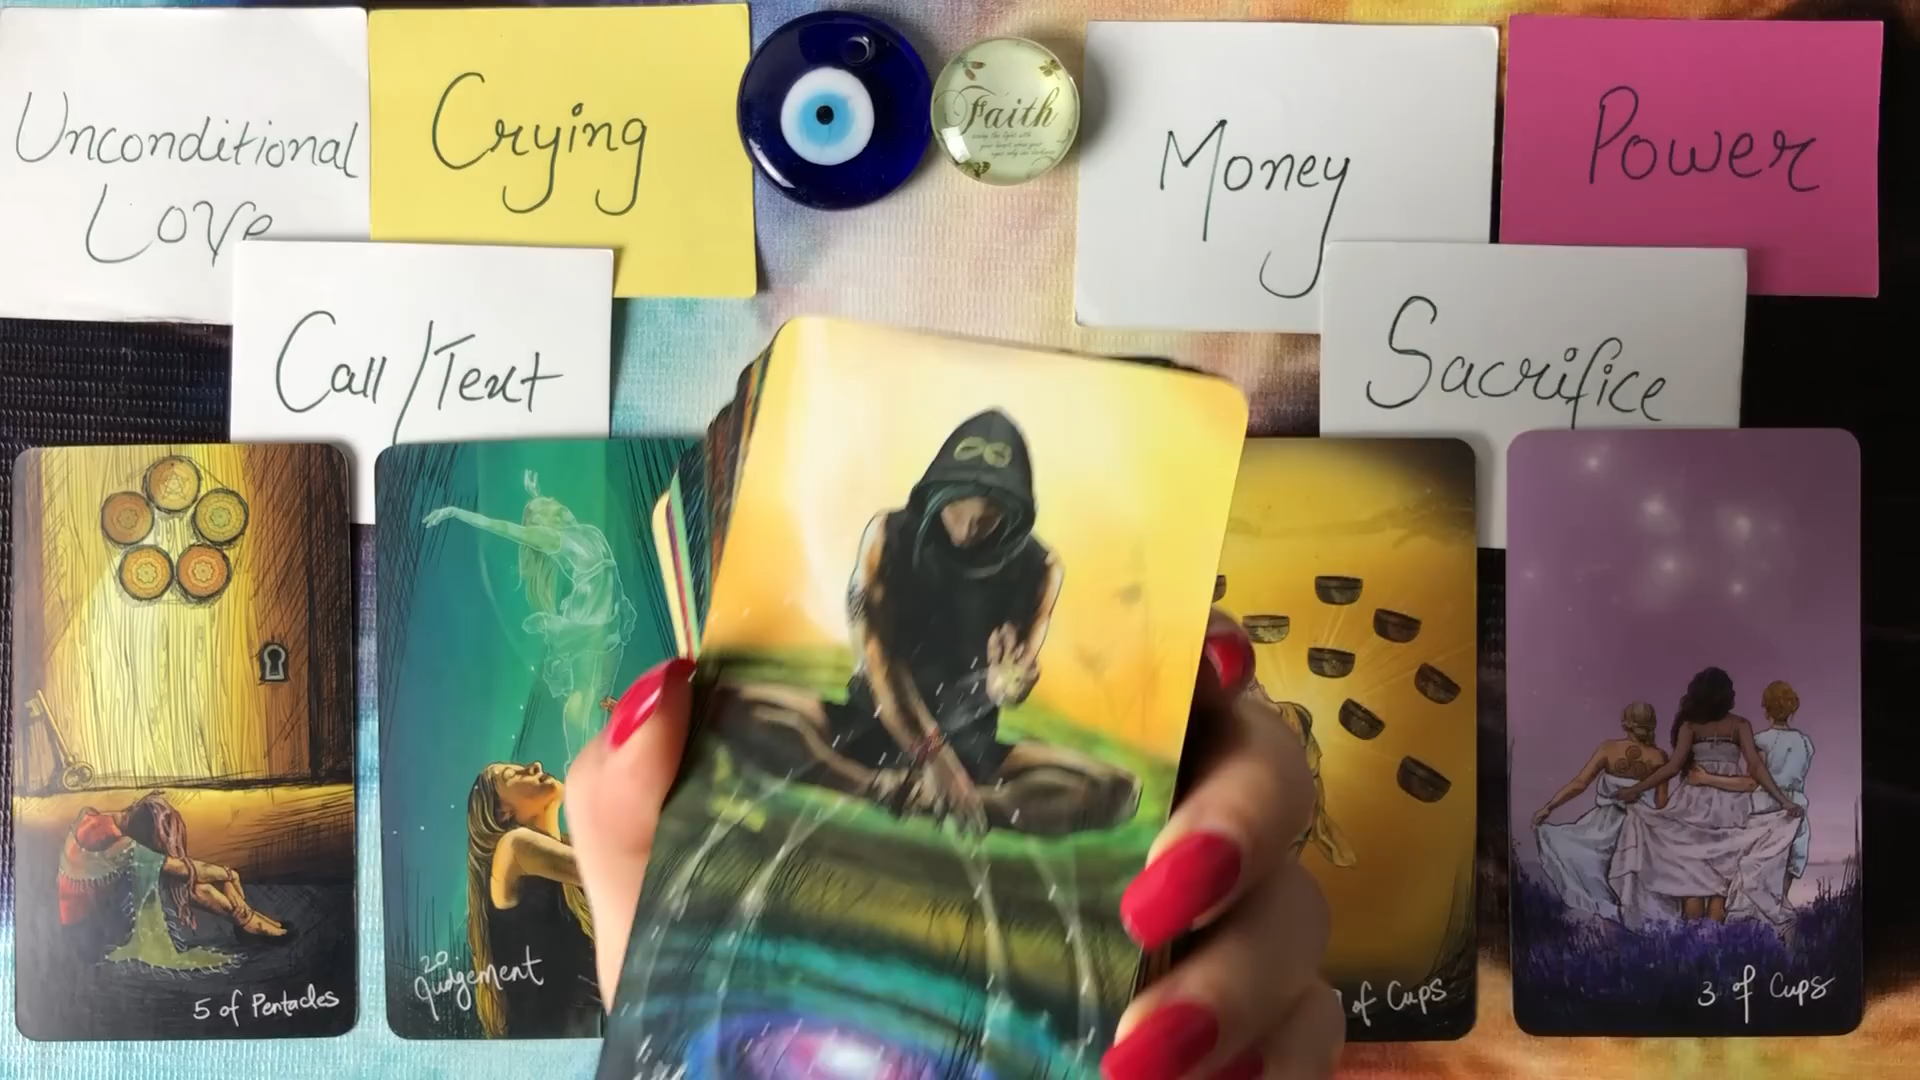 Unconditional
Love
Crying
Faith
Money
Power
Call/Text
Sacrifice
5 of Pentacles
20
Judgement
of Cups
3 of Cups